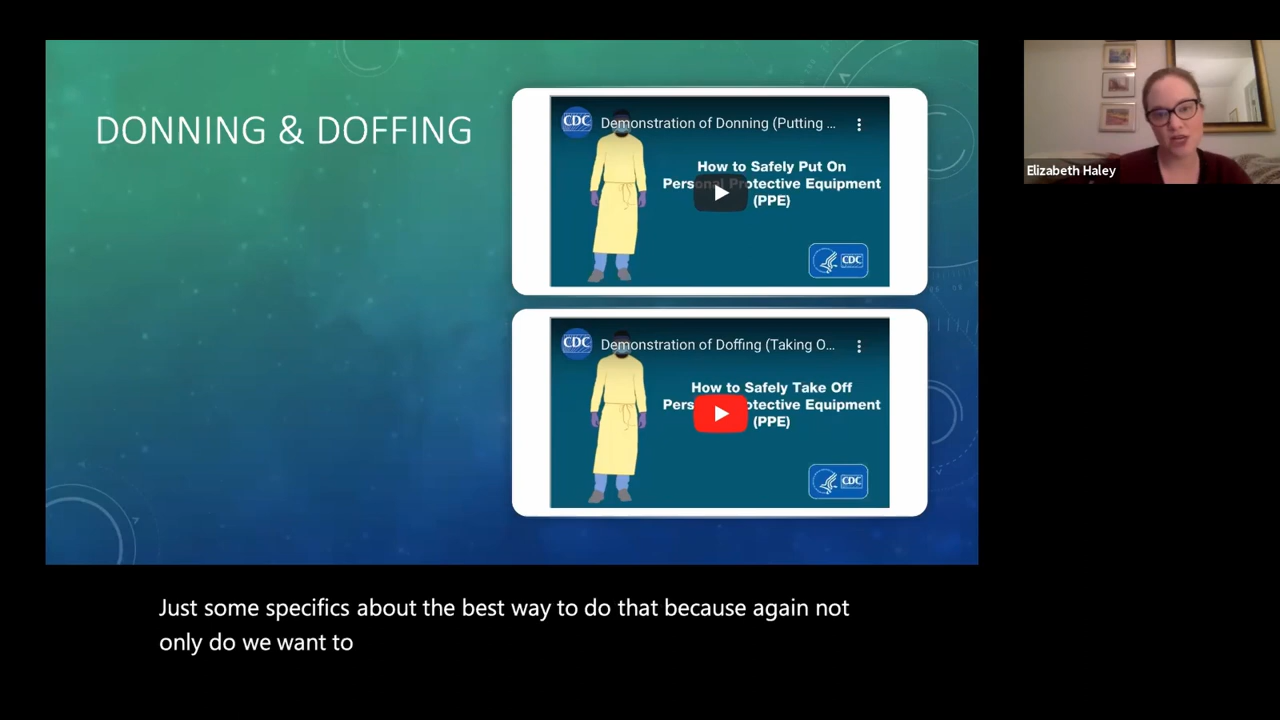 DONNING & DOFFING
CDC
Demonstration of Donning (Putting ...
How to Safely Put On
Personal Protective Equipment
(PPE)
CDC
CDC
Demonstration of Doffing (Taking O...
How to Safely Take Off
Personal Protective Equipment
(PPE)
CDC
Elizabeth Haley
Just some specifics about the best way to do that because again not
only do we want to